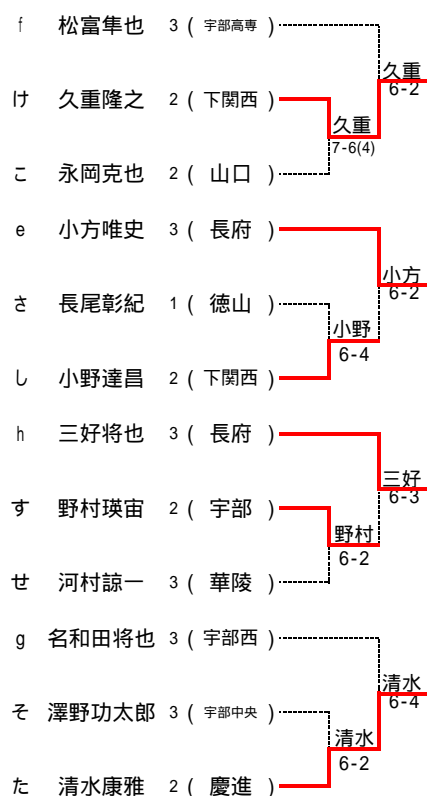 f 松富隼也 3 ( 宇部高専 )
久重
6-2
け 久重隆之 2 ( 下関西 )
久重
7-6(4)
こ 永岡克也 2 ( 山口 )
e 小方唯史 3 ( 長府 )
小方
6-2
さ 長尾彰紀 1 ( 徳山 )
小野
6-4
し 小野達昌 2 ( 下関西 )
h 三好将也 3 ( 長府 )
三好
6-3
す 野村瑛宙 2 ( 宇部 )
野村
6-2
せ 河村諒一 3 ( 華陵 )
g 名和田将也 3 ( 宇部西 )
清水
6-4
そ 澤野功太郎 3 ( 宇部中央 )
清水
6-2
た 清水康雅 2 ( 慶進 )